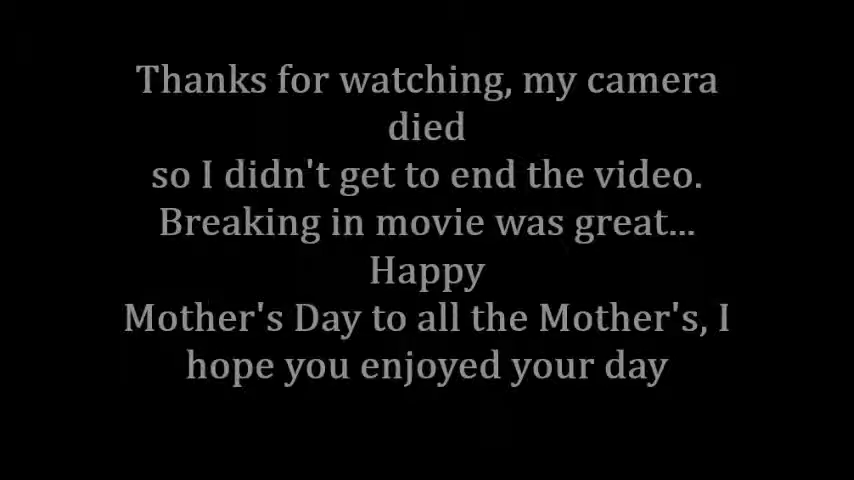 Thanks for watching, my camera
died
so I didn't get to end the video.
Breaking in movie was great...
Happy
Mother's Day to all the Mother's, I
hope you enjoyed your day